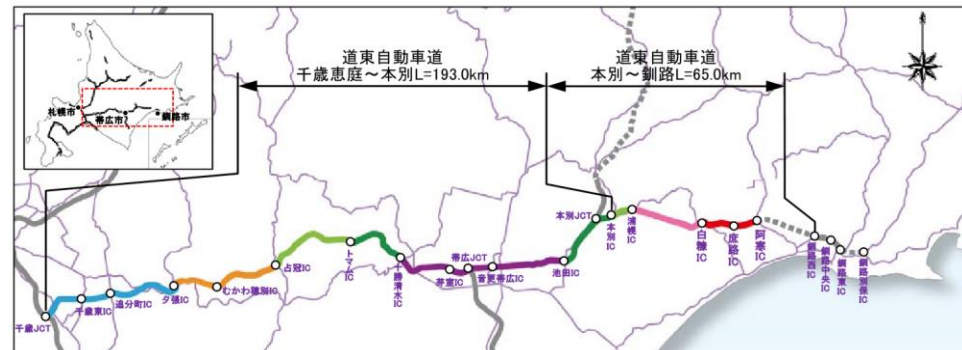 札幌市
帯広市
釧路市
道東自動車道
千歳恵庭～本別L=193.0km
道東自動車道
本別～釧路L=65.0km
千歳JCT
千歳東IC
追分町IC
夕張IC
むかわ穂別IC
占冠IC
トマムIC
十勝清水IC
芽室IC
帯広JCT
音更帯広IC
池田IC
本別JCT
本別IC
浦幌IC
白糠IC
庶路IC
阿寒IC
釧路西IC
釧路中央IC
釧路東IC
釧路別保IC